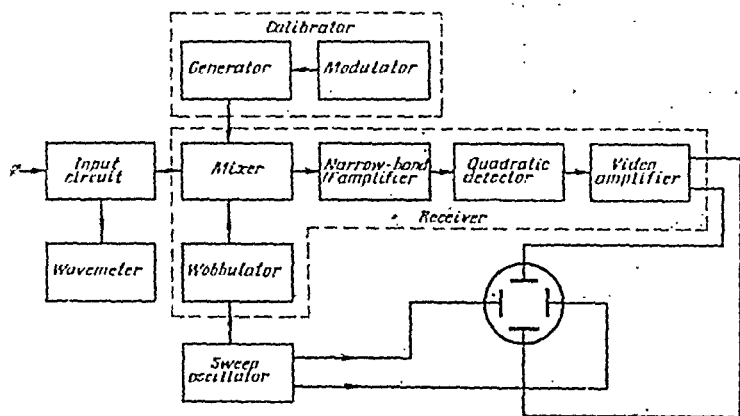 Calibrator
Generator
Modulator
Input
circuit
Mixer
Narrow-band
amplifier
Quadratic
detector
Video
amplifier
Receiver
Wavemeter
Wobbulator
Sweep
oscillator